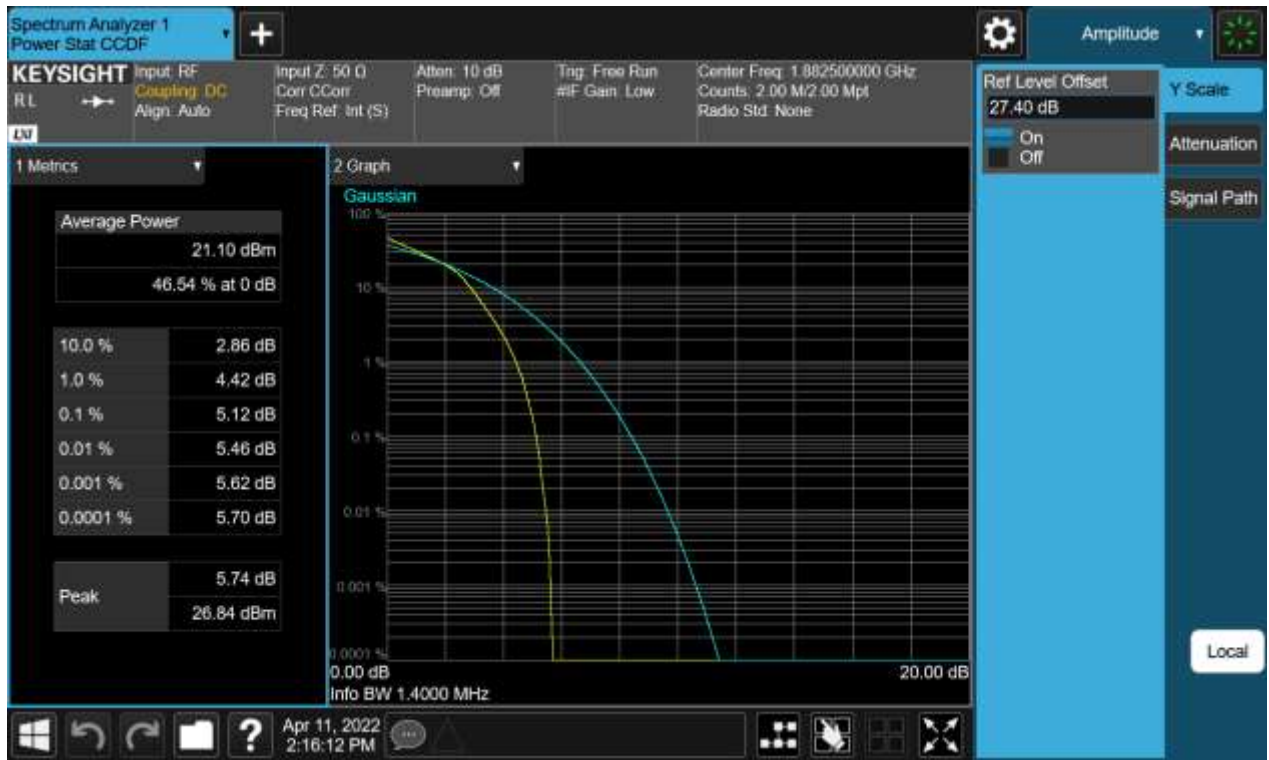 Spectrum Analyzer 1
Power Stat CCDF
+
Amplitude
KEYSIGHT
RL
LXI
Input: RF
Coupling: DC
Align: Auto
Input Z: 50 Ω
Corr CCorr
Freq Ref: Int (S)
Atten: 10 dB
Preamp: Off
Trig: Free Run
#IF Gain: Low
Center Freq: 1.882500000 GHz
Counts: 2.00 M/2.00 Mpt
Radio Std: None
Ref Level Offset
27.40 dB
On
Off
Y Scale
Attenuation
Signal Path
1 Metrics
Average Power
21.10 dBm
46.54 % at 0 dB
10.0 % 2.86 dB
1.0 % 4.42 dB
0.1 % 5.12 dB
0.01 % 5.46 dB
0.001 % 5.62 dB
0.0001 % 5.70 dB
Peak
5.74 dB
26.84 dBm
2 Graph
Gaussian
100 %
10 %
1 %
0.1 %
0.01 %
0.001 %
0.0001 %
0.00 dB 20.00 dB
Info BW 1.4000 MHz
Local
?
Apr 11, 2022
2:16:12 PM